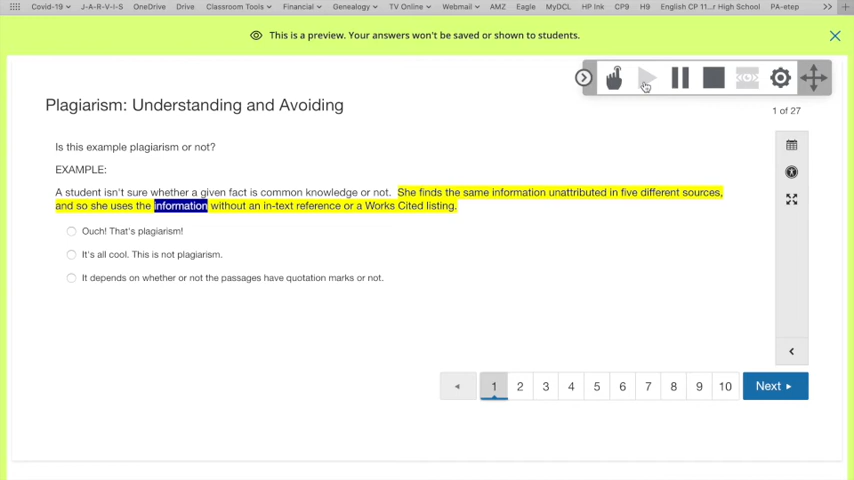 Covid-19 J-A-R-V-I-S OneDrive Drive Classroom Tools Financial Genealogy TV Online Webmail AMZ Eagle MyDCL HP Ink CP9 H9 English CP 11...r High School PA-etep
This is a preview. Your answers won't be saved or shown to students.
Plagiarism: Understanding and Avoiding
1 of 27
Is this example plagiarism or not?
EXAMPLE:
A student isn't sure whether a given fact is common knowledge or not. She finds the same information unattributed in five different sources,
and so she uses the information without an in-text reference or a Works Cited listing.
Ouch! That's plagiarism!
It's all cool. This is not plagiarism.
It depends on whether or not the passages have quotation marks or not.
1 2 3 4 5 6 7 8 9 10 Next